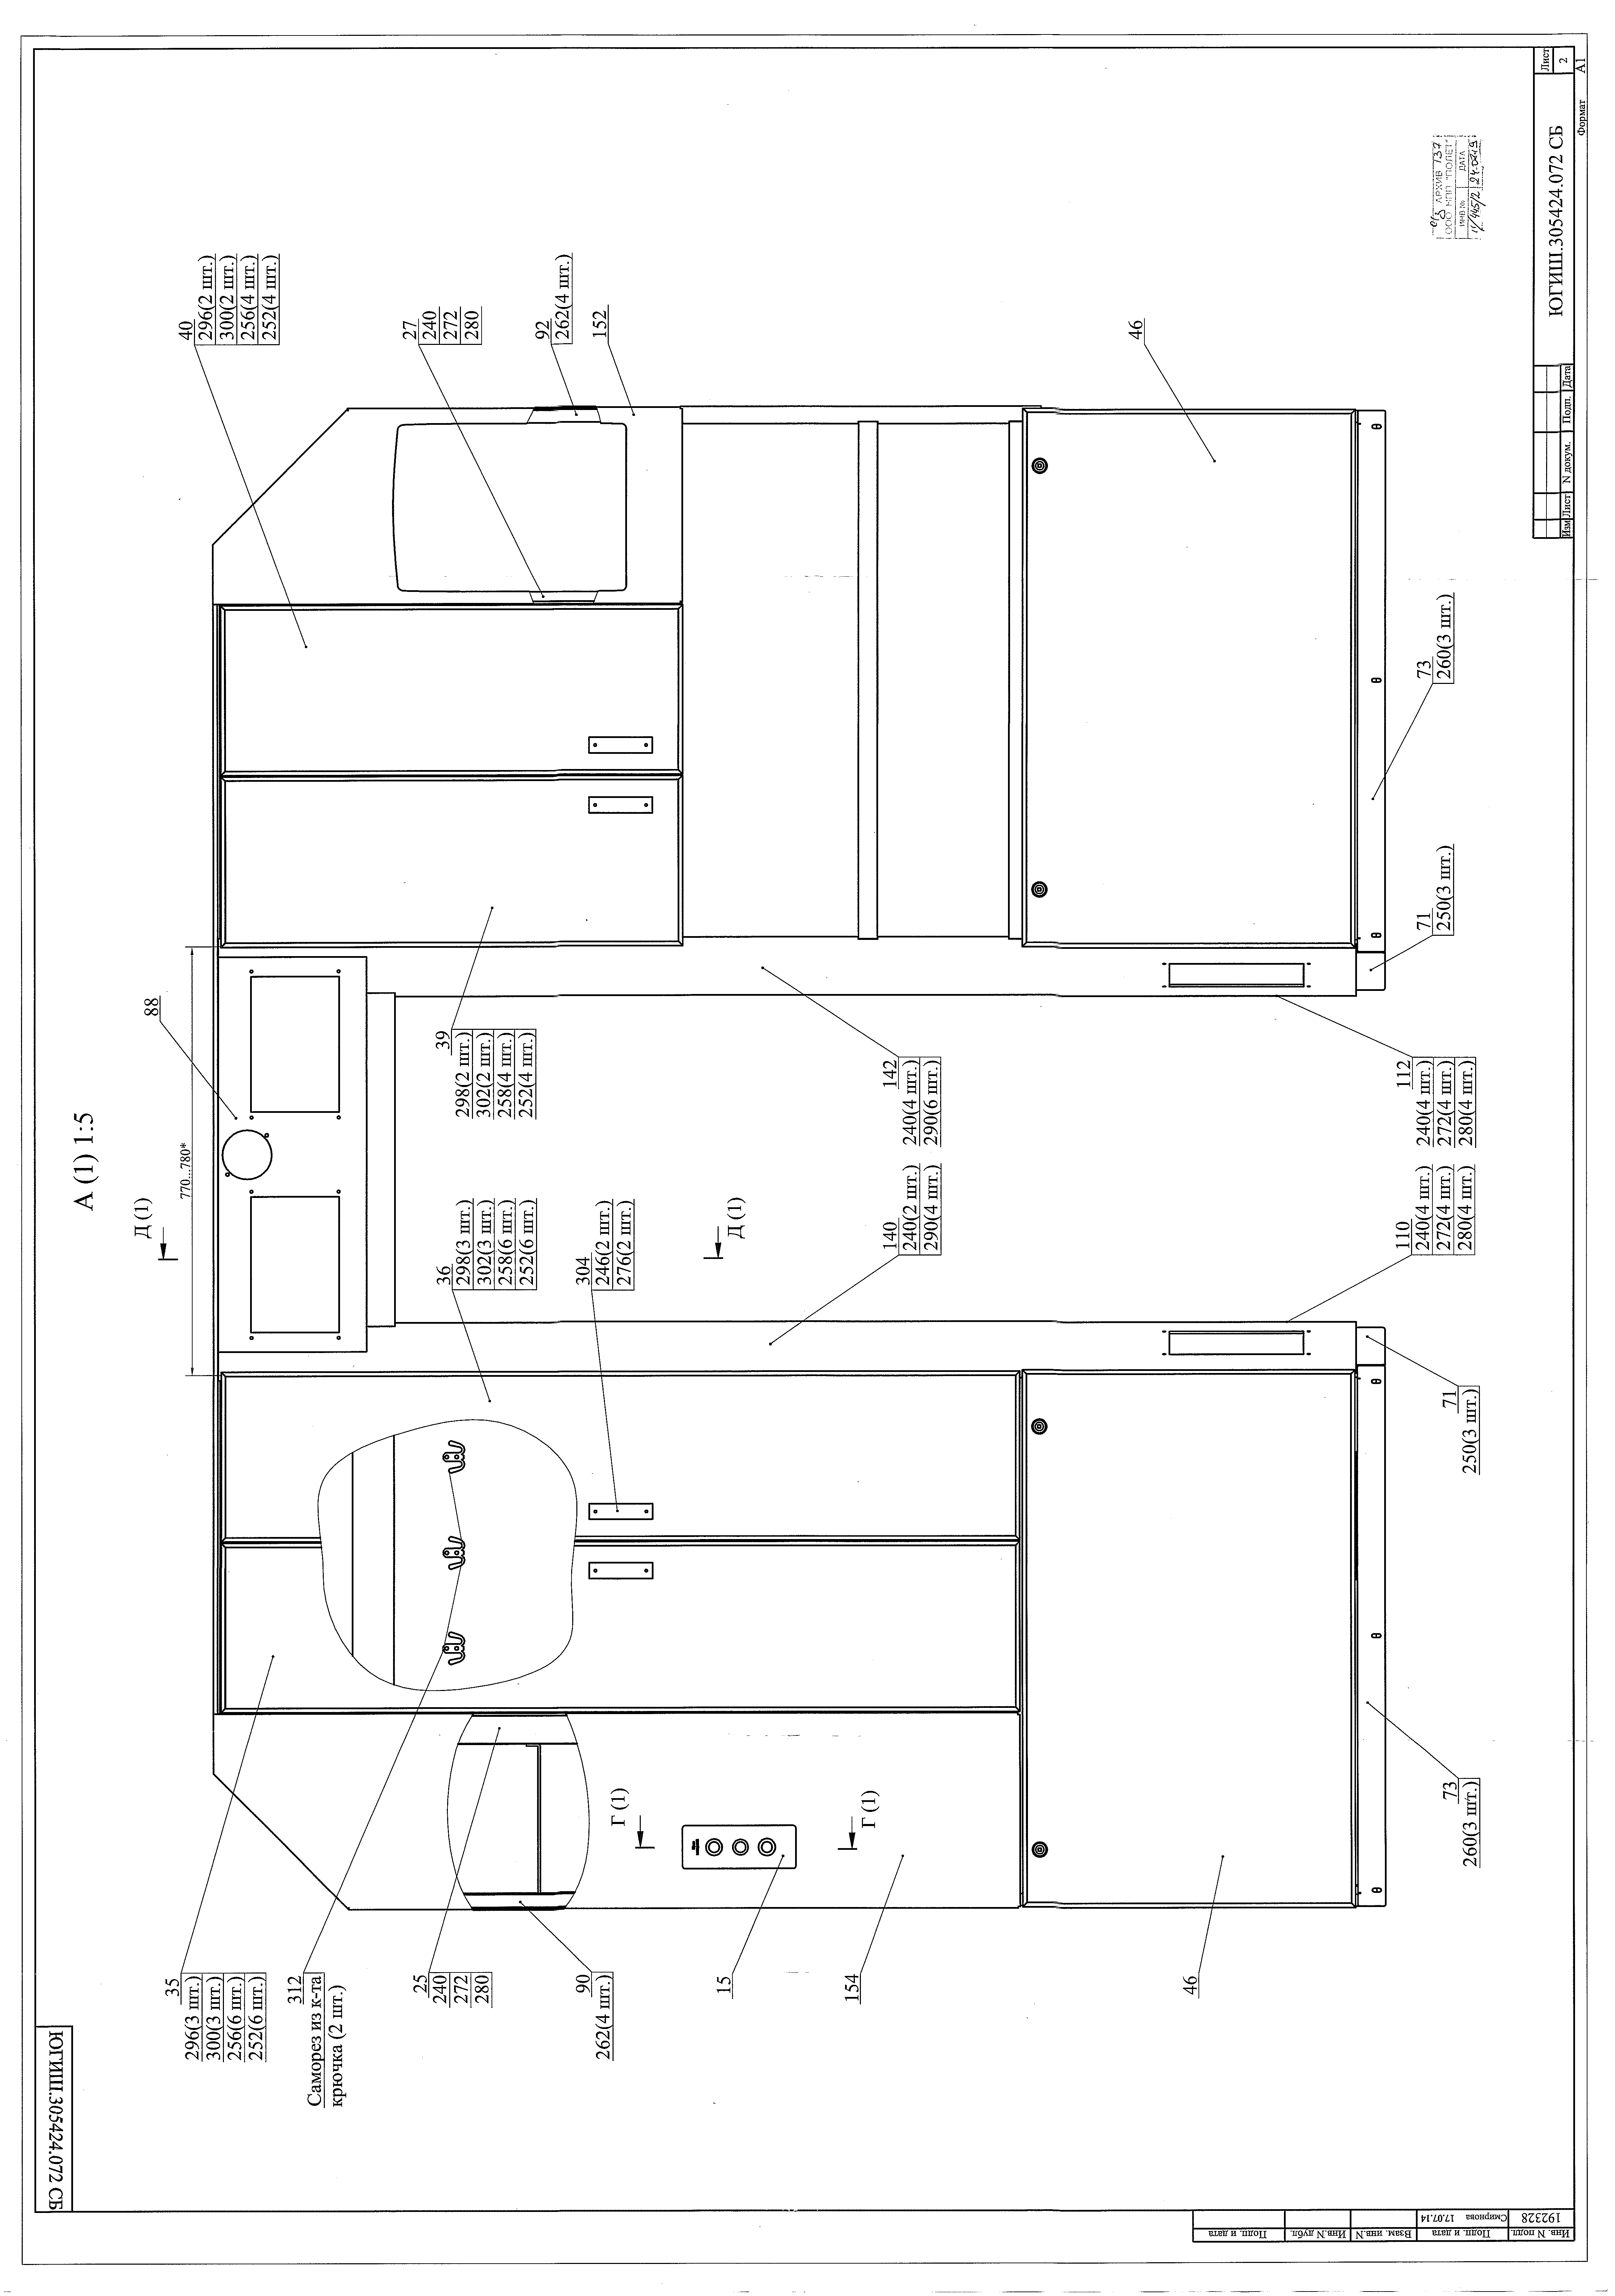 ЮГИШ.305424.072 СБ
А (1) 1:5
Д (1)
770...780*
88
35
296(3 шт.)
300(3 шт.)
256(6 шт.)
252(6 шт.)
312
Саморез из к-та
крючка (2 шт.)
25
240
272
280
90
262(4 шт.)
15
154
46
Г (1)
Г (1)
36
298(3 шт.)
302(3 шт.)
258(6 шт.)
252(6 шт.)
304
246(2 шт.)
276(2 шт.)
Д (1)
140
240(2 шт.)
290(4 шт.)
110
240(4 шт.)
272(4 шт.)
280(4 шт.)
71
250(3 шт.)
73
260(3 шт.)
39
298(2 шт.)
302(2 шт.)
258(4 шт.)
252(4 шт.)
142
240(4 шт.)
290(6 шт.)
112
240(4 шт.)
272(4 шт.)
280(4 шт.)
40
296(2 шт.)
300(2 шт.)
256(4 шт.)
252(4 шт.)
27
240
272
280
92
262(4 шт.)
152
46
71
250(3 шт.)
73
260(3 шт.)
АРХИВ 137
ООО НПП "ПОЛЕТ"
ИНВ № ДАТА
Изм Лист N докум. Подп. Дата
ЮГИШ.305424.072 СБ
Лист
2
Формат А1
Инв. N подл. Подп. и дата Взам. инв.N Инв.N дубл. Подп. и дата
192328 Смирнова 17.07.14